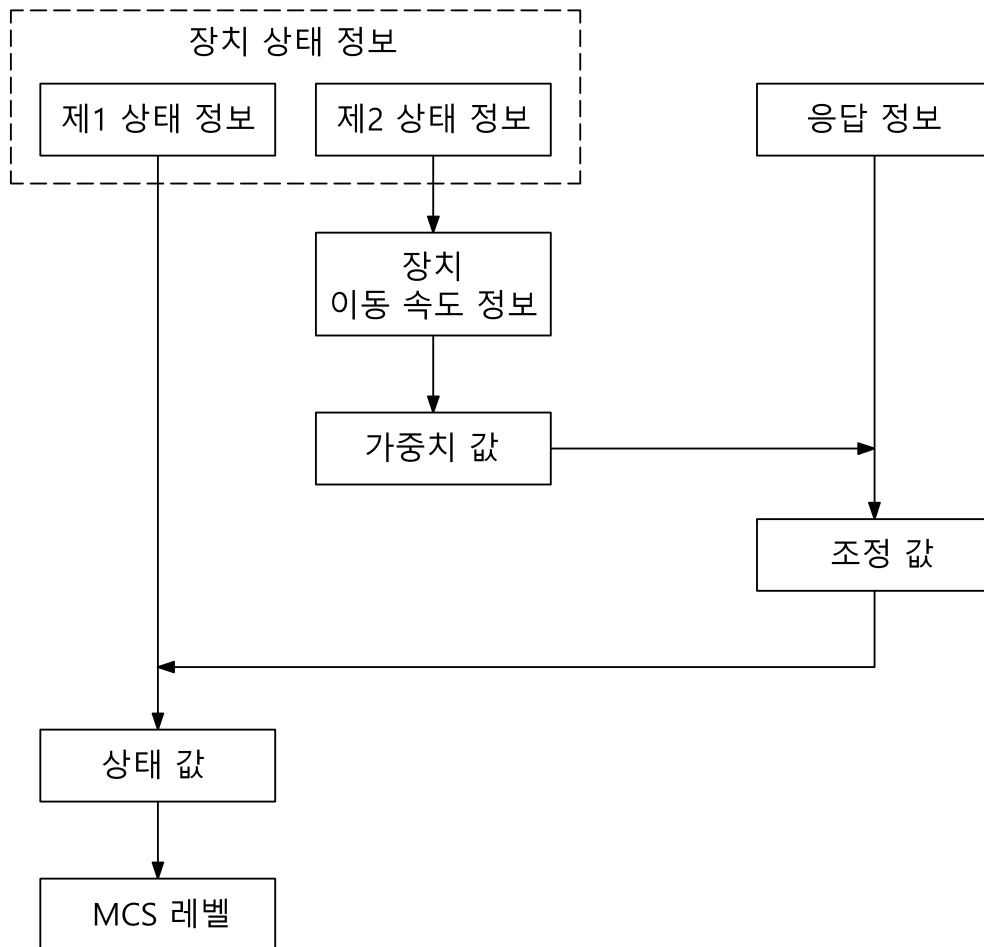 장치 상태 정보
제1 상태 정보
제2 상태 정보
응답 정보
장치
이동 속도 정보
가중치 값
조정 값
상태 값
MCS 레벨